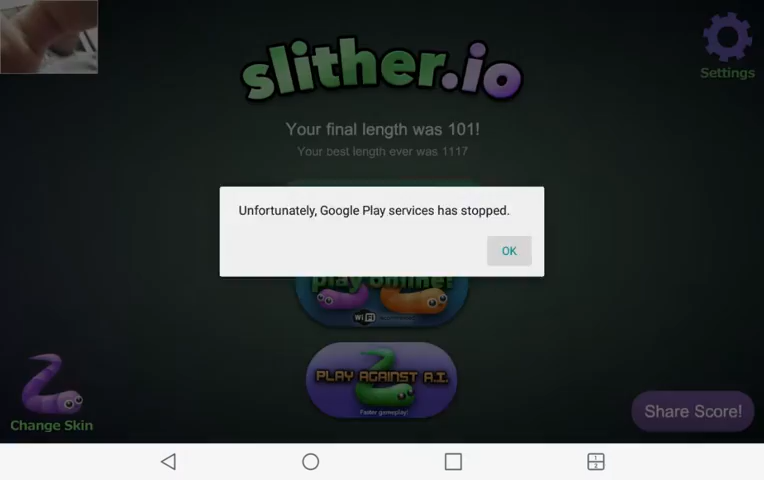 slither.io
Settings
Your final length was 101!
Your best length ever was 1117
Unfortunately, Google Play services has stopped.
OK
play online!
WiFi
PLAY AGAINST A.I.
Faster gameplay!
Change Skin
Share Score!